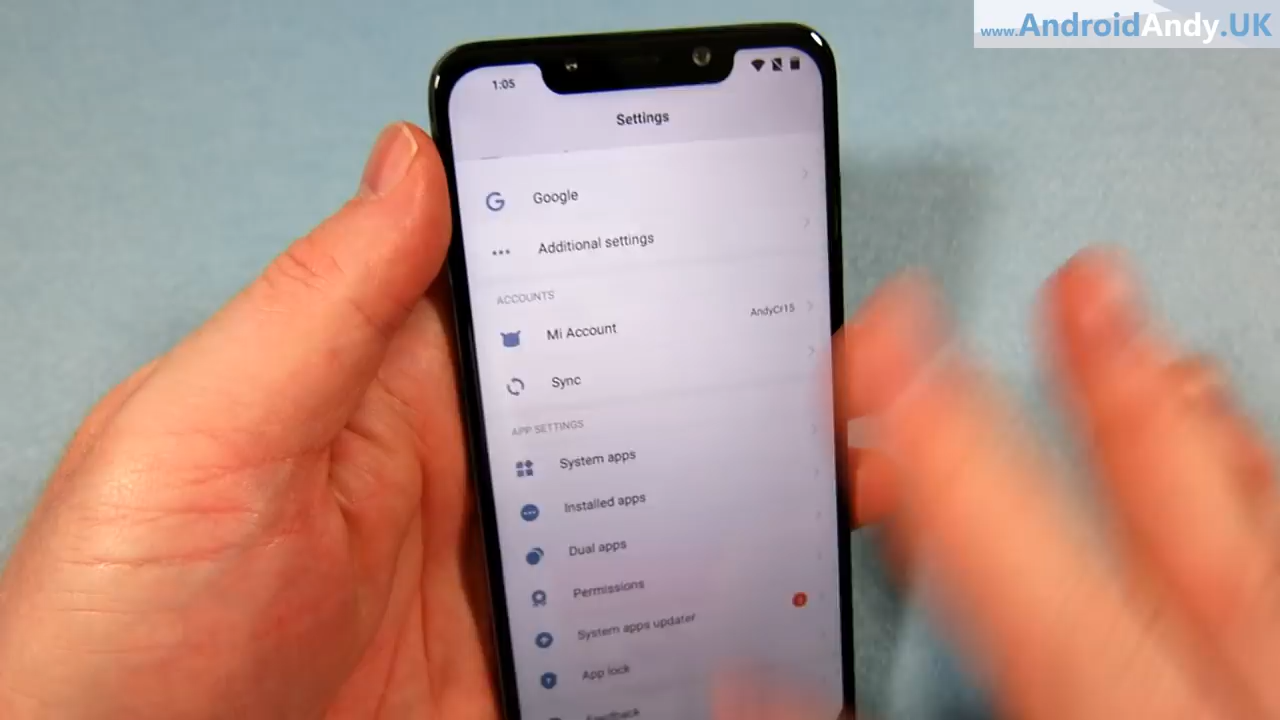 www.AndroidAndy.UK
1:05
Settings
Google
Additional settings
ACCOUNTS
Mi Account AndyCr15
Sync
APP SETTINGS
System apps
Installed apps
Dual apps
Permissions
System apps updater
App lock
Feedback